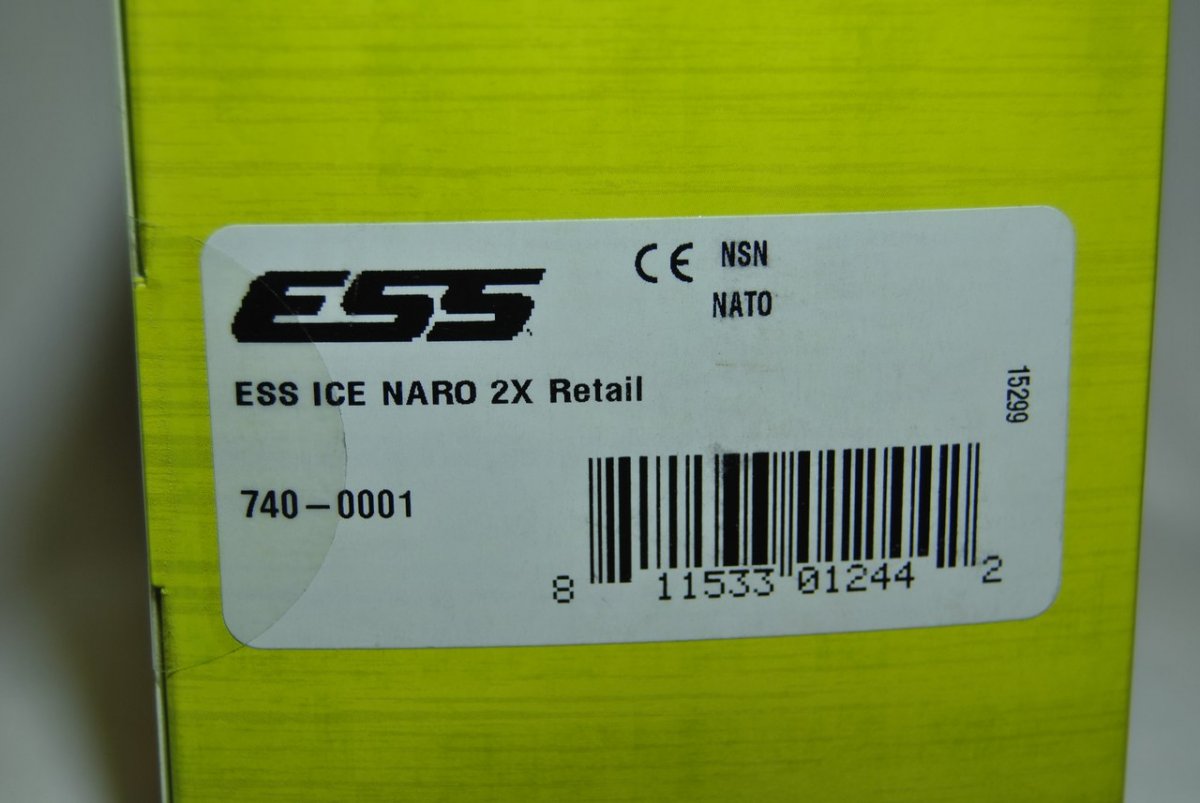 ESS
CE NSN
NATO
ESS ICE NARO 2X Retail
15299
740-0001
8 11533 01244 2